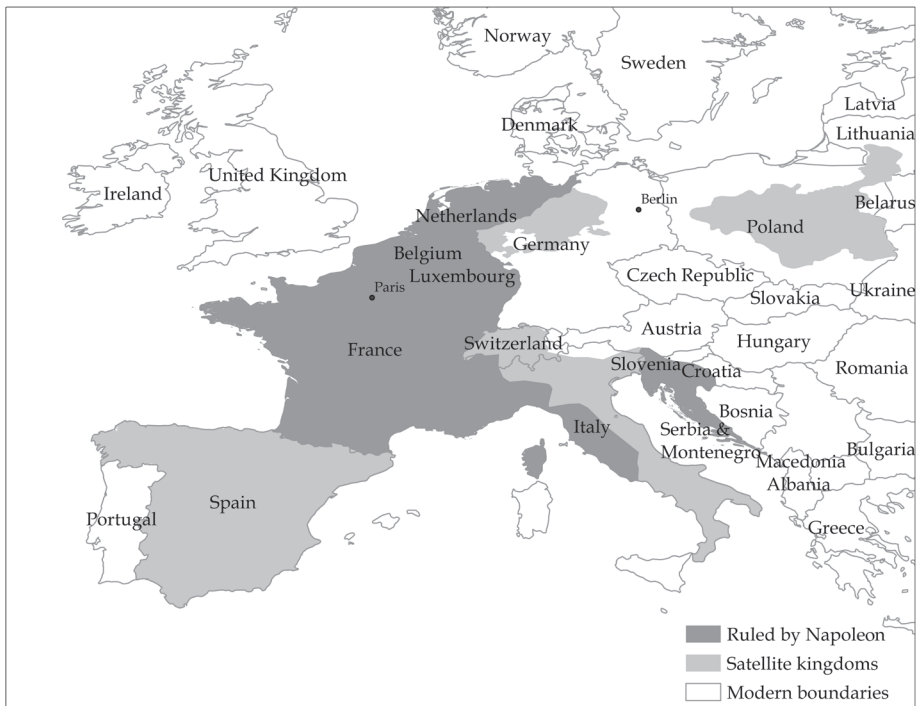 Norway
Sweden
Latvia
Denmark
Lithuania
United Kingdom
Ireland
Berlin
Belarus
Netherlands
Poland
Germany
Belgium
Luxembourg
Czech Republic
Paris
Ukraine
Slovakia
Austria
Switzerland
Hungary
France
Slovenia
Croatia
Romania
Bosnia
Italy
Serbia &
Montenegro
Bulgaria
Macedonia
Albania
Spain
Portugal
Greece
Ruled by Napoleon
Satellite kingdoms
Modern boundaries